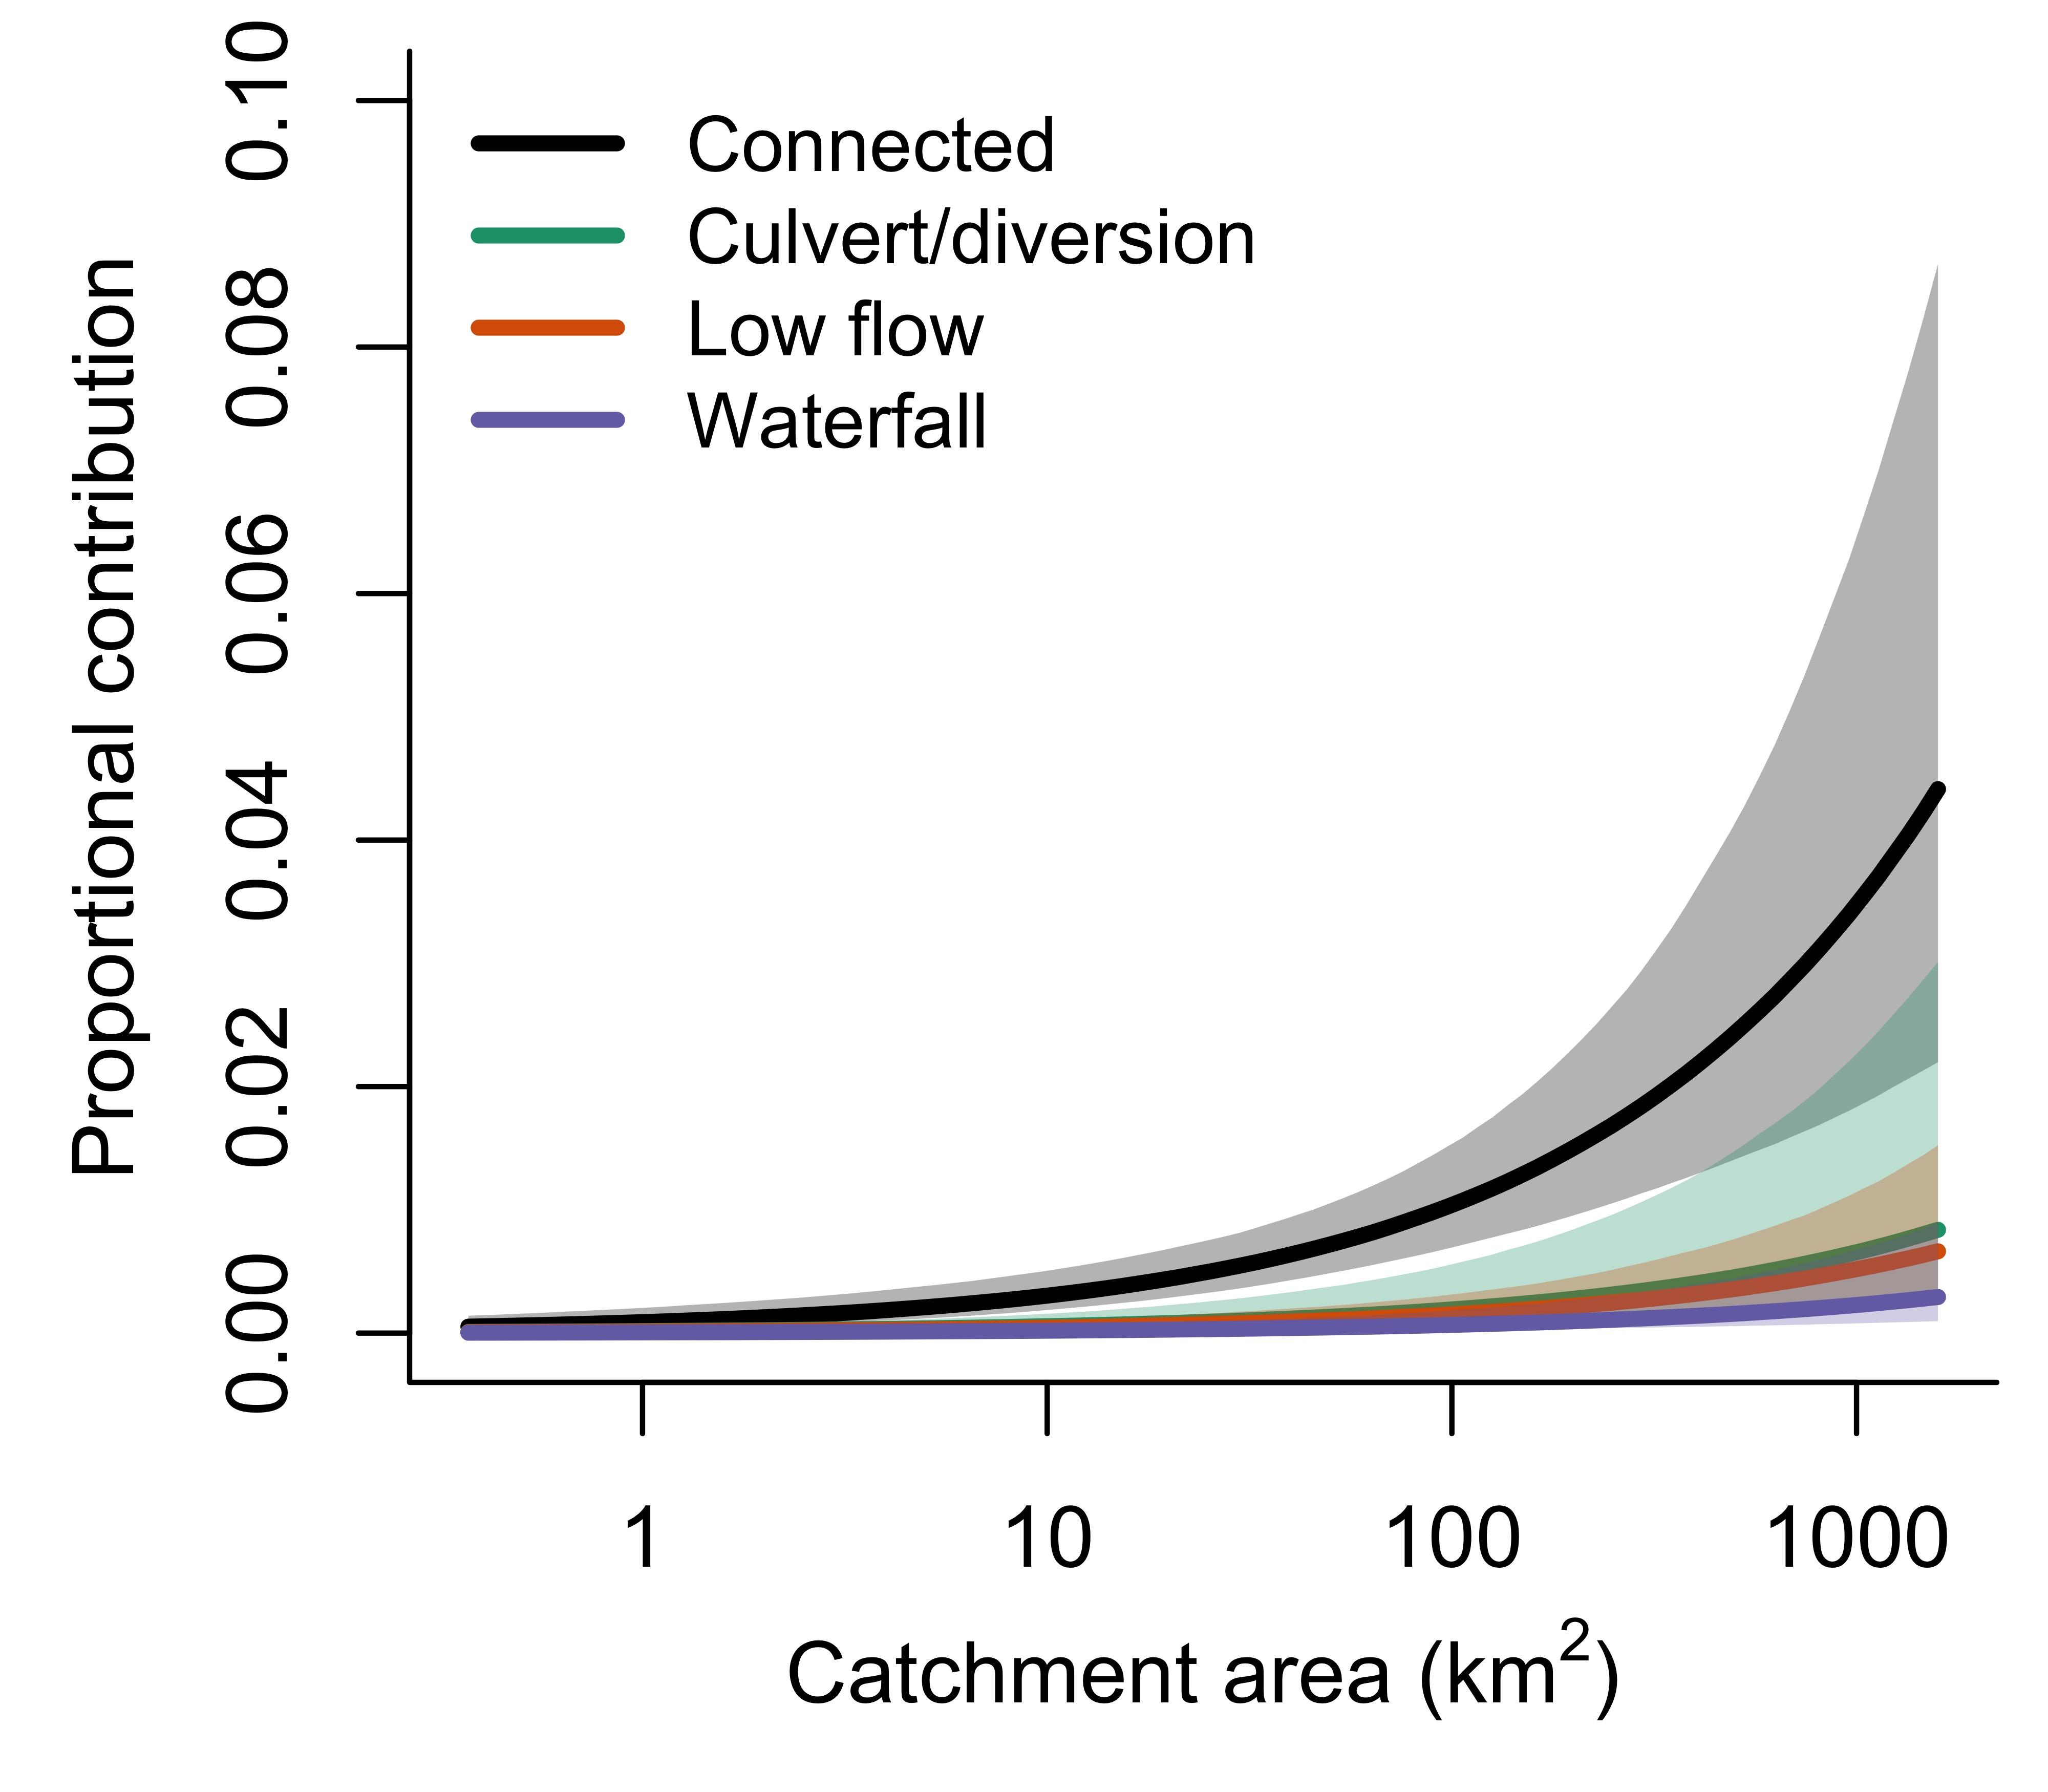 Proportional contribution
0.10
0.08
0.06
0.04
0.02
0.00
Connected
Culvert/diversion
Low flow
Waterfall
1 10 100 1000
Catchment area (km²)